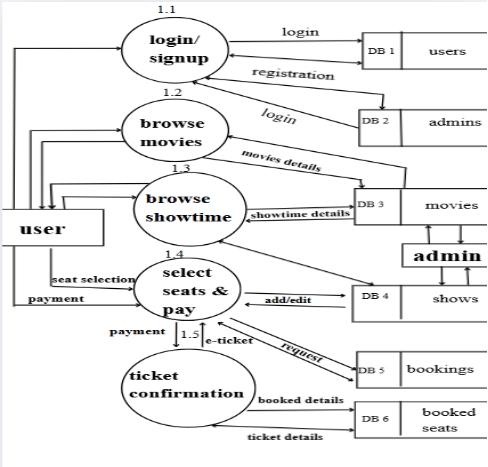 1.1
login/
signup
login
DB 1
users
registration
login
DB 2
admins
1.2
browse
movies
movies details
1.3
browse
showtime
showtime details
DB 3
movies
user
admin
1.4
select
seats &
pay
seat selection
payment
add/edit
DB 4
shows
payment
1.5
e-ticket
request
DB 5
bookings
ticket
confirmation
booked details
DB 6
booked
seats
ticket details